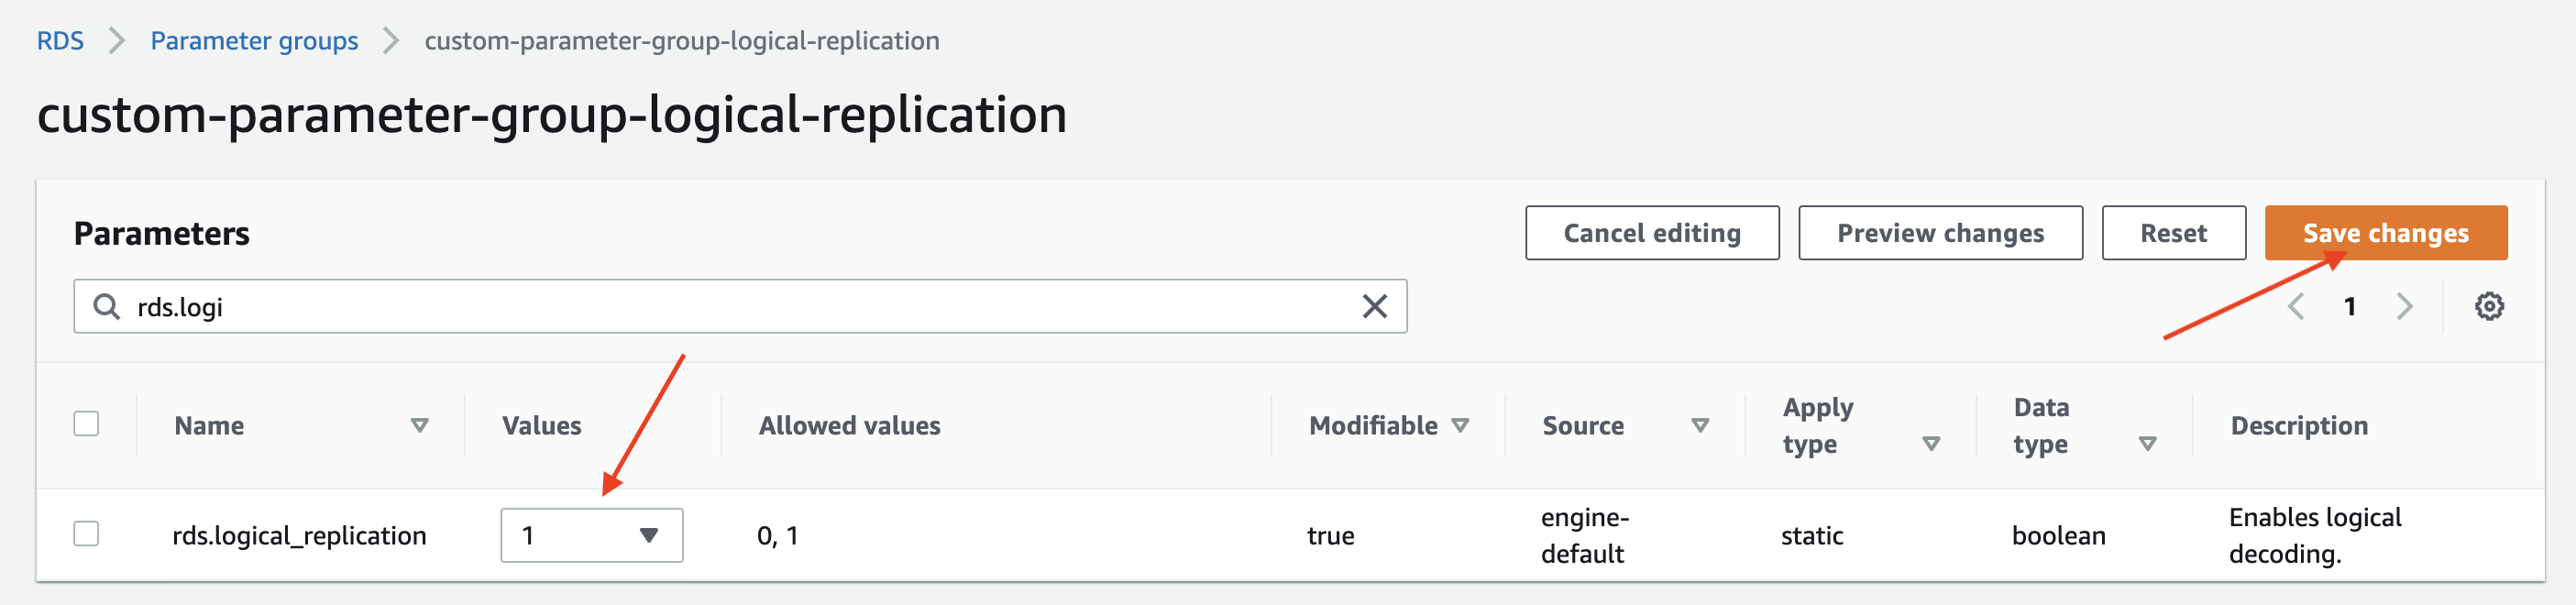 RDS > Parameter groups > custom-parameter-group-logical-replication
custom-parameter-group-logical-replication
Parameters
Cancel editing
Preview changes
Reset
Save changes
rds.logi
1
Name
Values
Allowed values
Modifiable
Source
Apply
type
Data
type
Description
rds.logical_replication
1
0, 1
true
engine-
default
static
boolean
Enables logical
decoding.